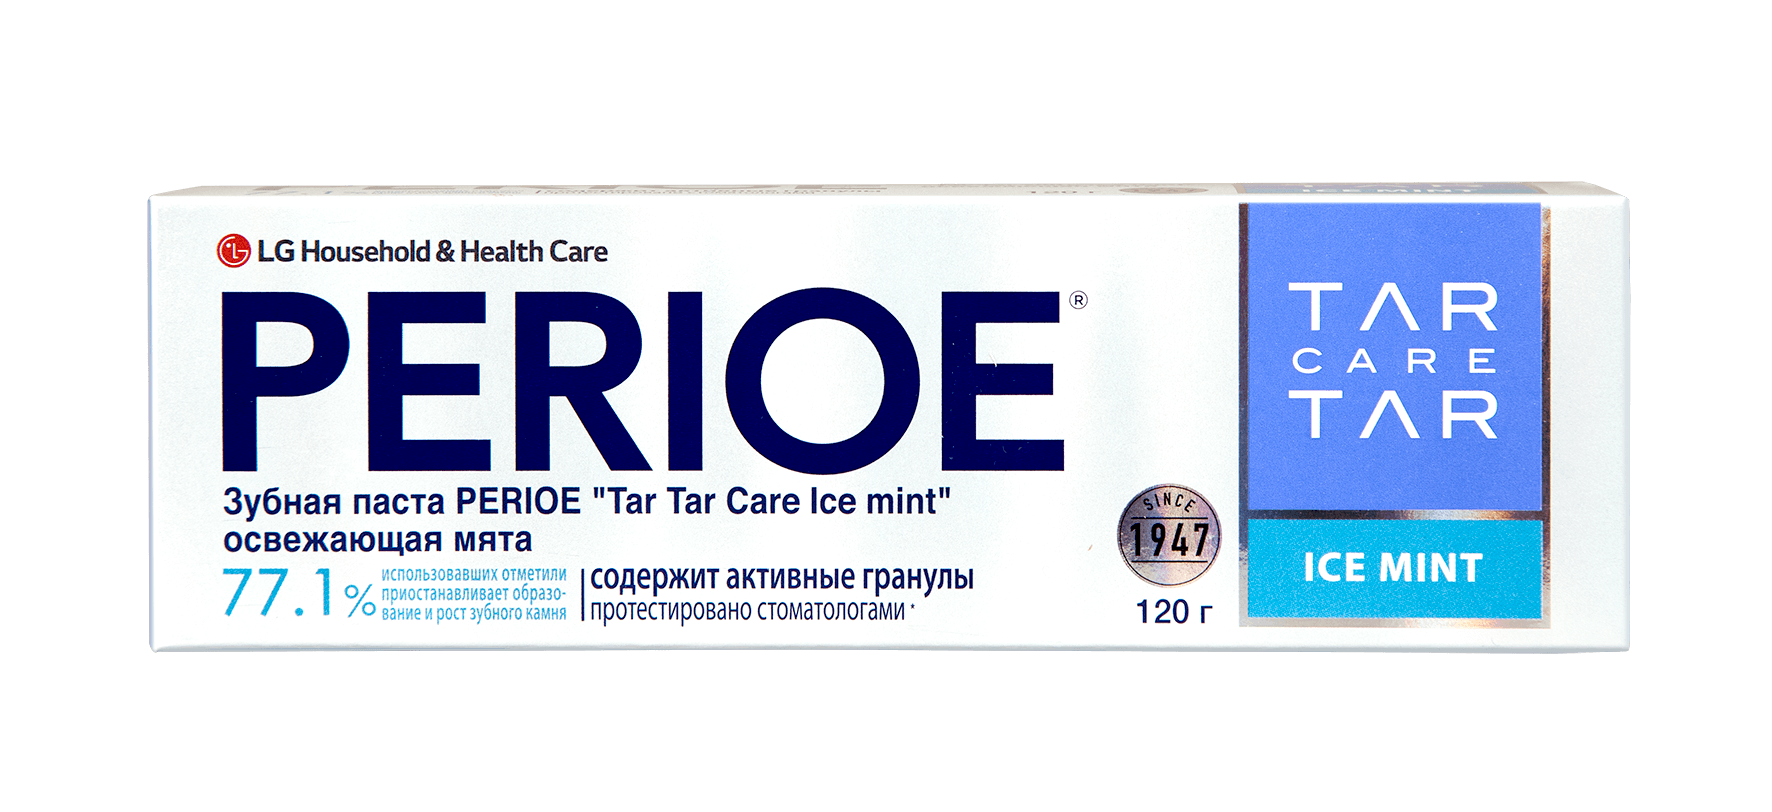 LG Household & Health Care
PERIOE®
Зубная паста PERIOE "Tar Tar Care Ice mint"
освежающая мята
77.1%
использовавших отметили
приостанавливает образо-
вание и рост зубного камня
содержит активные гранулы
протестировано стоматологами*
SINCE
1947
120 г
TAR
CARE
TAR
ICE MINT